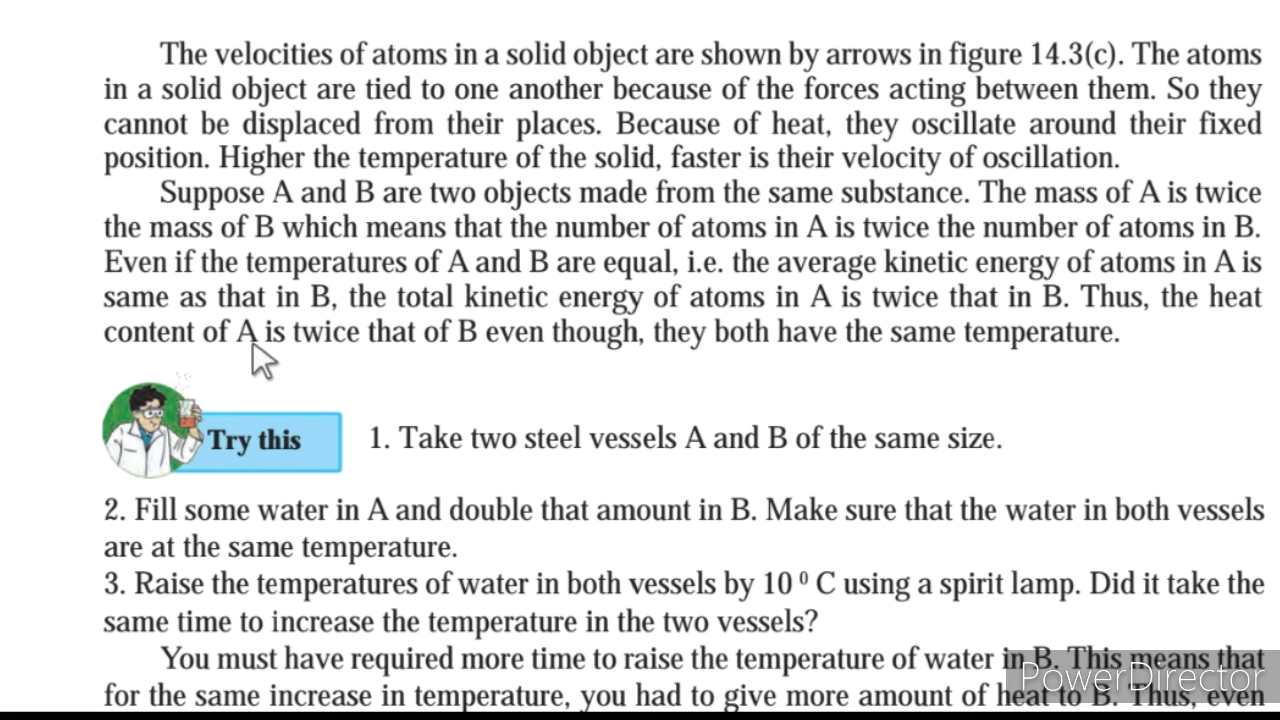 The velocities of atoms in a solid object are shown by arrows in figure 14.3(c). The atoms
in a solid object are tied to one another because of the forces acting between them. So they
cannot be displaced from their places. Because of heat, they oscillate around their fixed
position. Higher the temperature of the solid, faster is their velocity of oscillation.
Suppose A and B are two objects made from the same substance. The mass of A is twice
the mass of B which means that the number of atoms in A is twice the number of atoms in B.
Even if the temperatures of A and B are equal, i.e. the average kinetic energy of atoms in A is
same as that in B, the total kinetic energy of atoms in A is twice that in B. Thus, the heat
content of A is twice that of B even though, they both have the same temperature.
Try this
1. Take two steel vessels A and B of the same size.
2. Fill some water in A and double that amount in B. Make sure that the water in both vessels
are at the same temperature.
3. Raise the temperatures of water in both vessels by 10 ⁰ C using a spirit lamp. Did it take the
same time to increase the temperature in the two vessels?
You must have required more time to raise the temperature of water in B. This means that
for the same increase in temperature, you had to give more amount of heat to B. Thus, even
PowerDirector